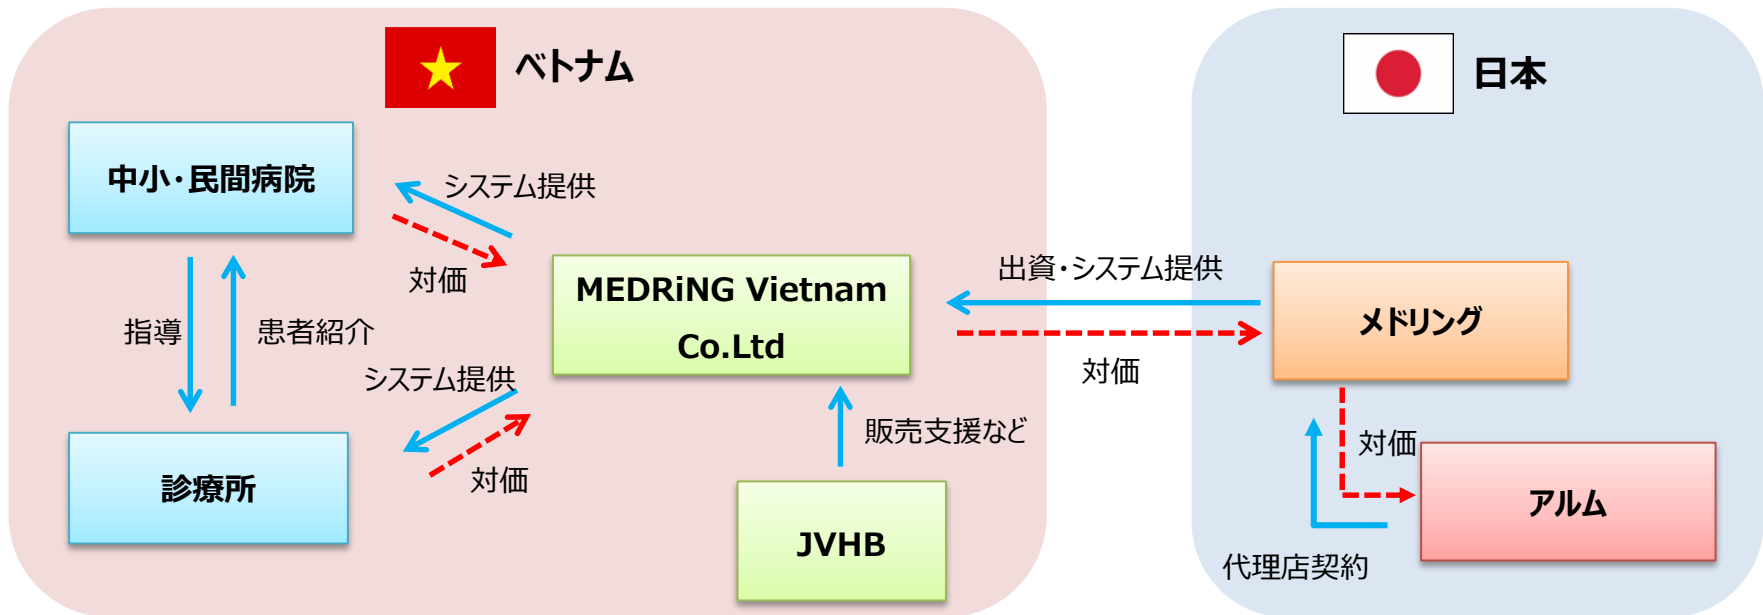 ベトナム
日本
中小・民間病院
システム提供
対価
MEDRiNG Vietnam
Co.Ltd
出資・システム提供
対価
メドリング
指導
患者紹介
システム提供
対価
販売支援など
対価
診療所
JVHB
アルム
代理店契約